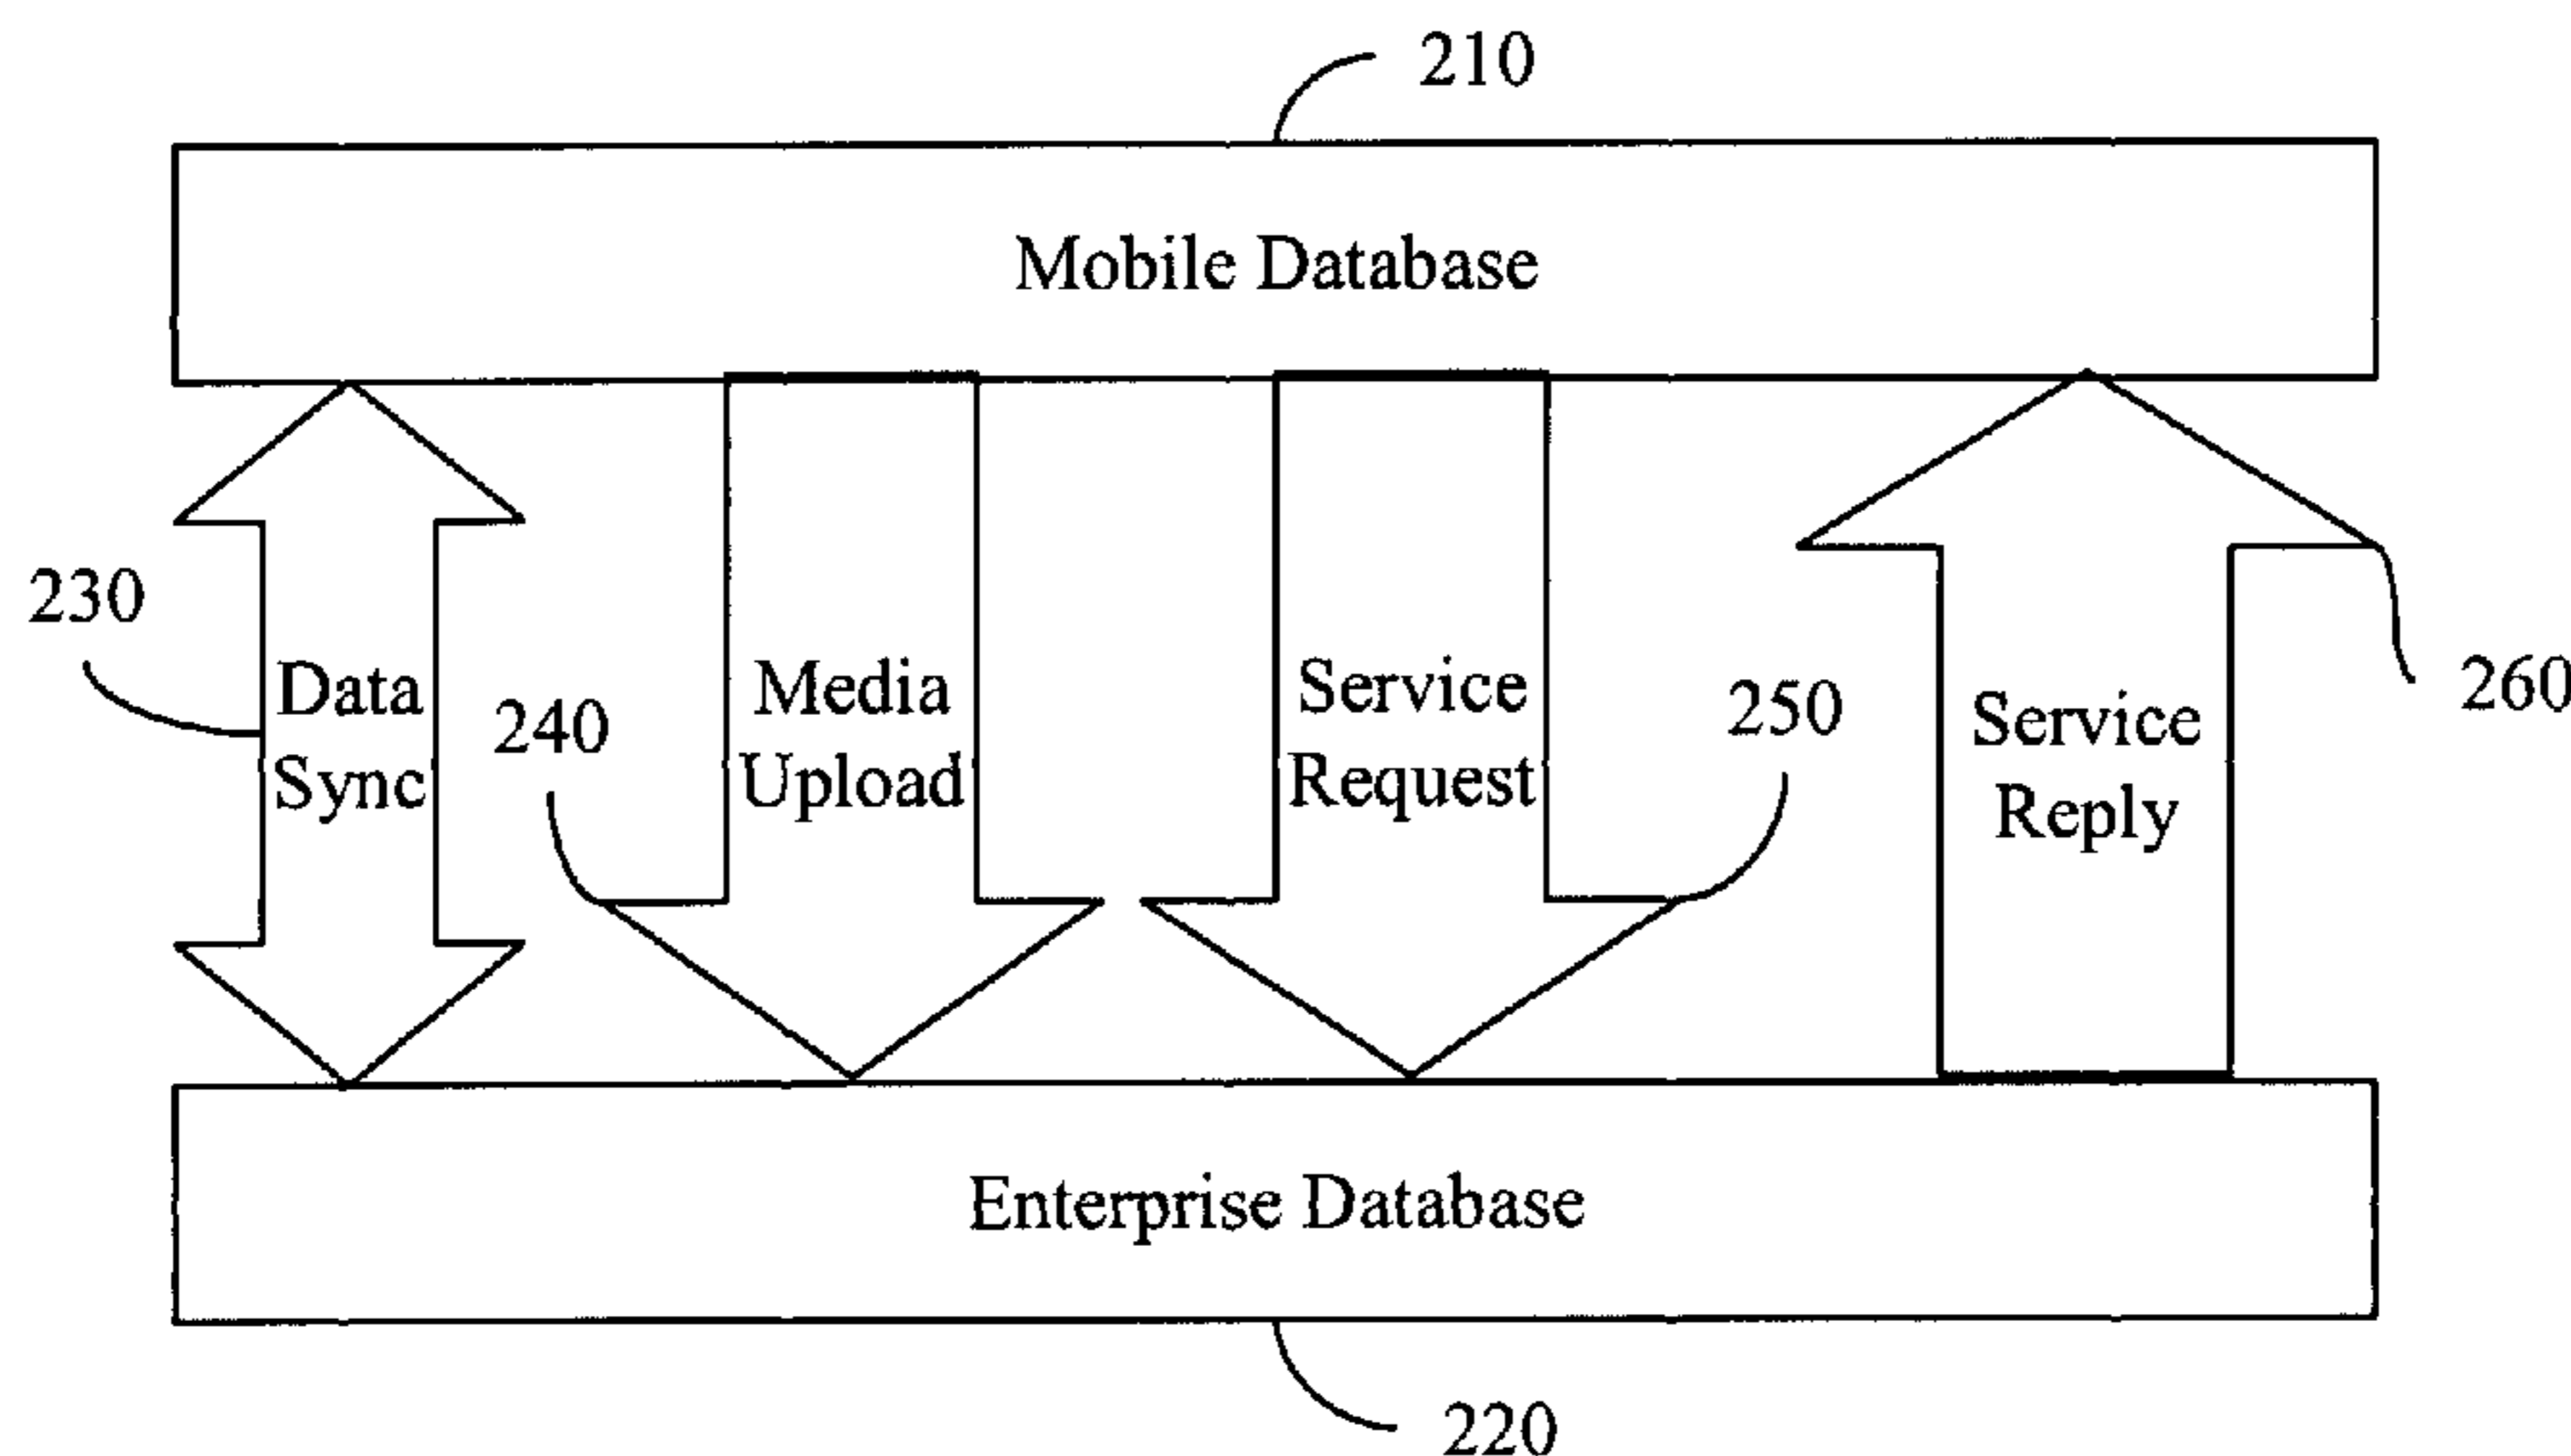 210
Mobile Database
230
Data
Sync
240
Media
Upload
Service
Request
250
Service
Reply
260
Enterprise Database
220